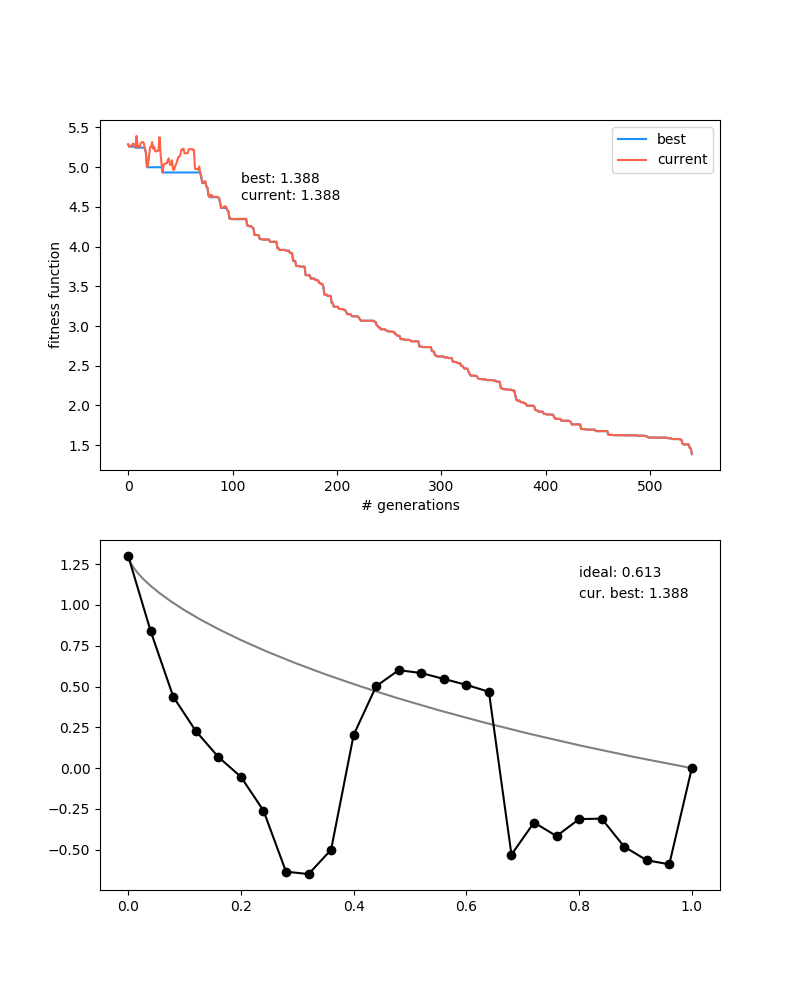 5.5
5.0
4.5
4.0
3.5
3.0
2.5
2.0
1.5
fitness function
best
current
best: 1.388
current: 1.388
0 100 200 300 400 500
# generations
1.25
1.00
0.75
0.50
0.25
0.00
−0.25
−0.50
ideal: 0.613
cur. best: 1.388
0.0 0.2 0.4 0.6 0.8 1.0